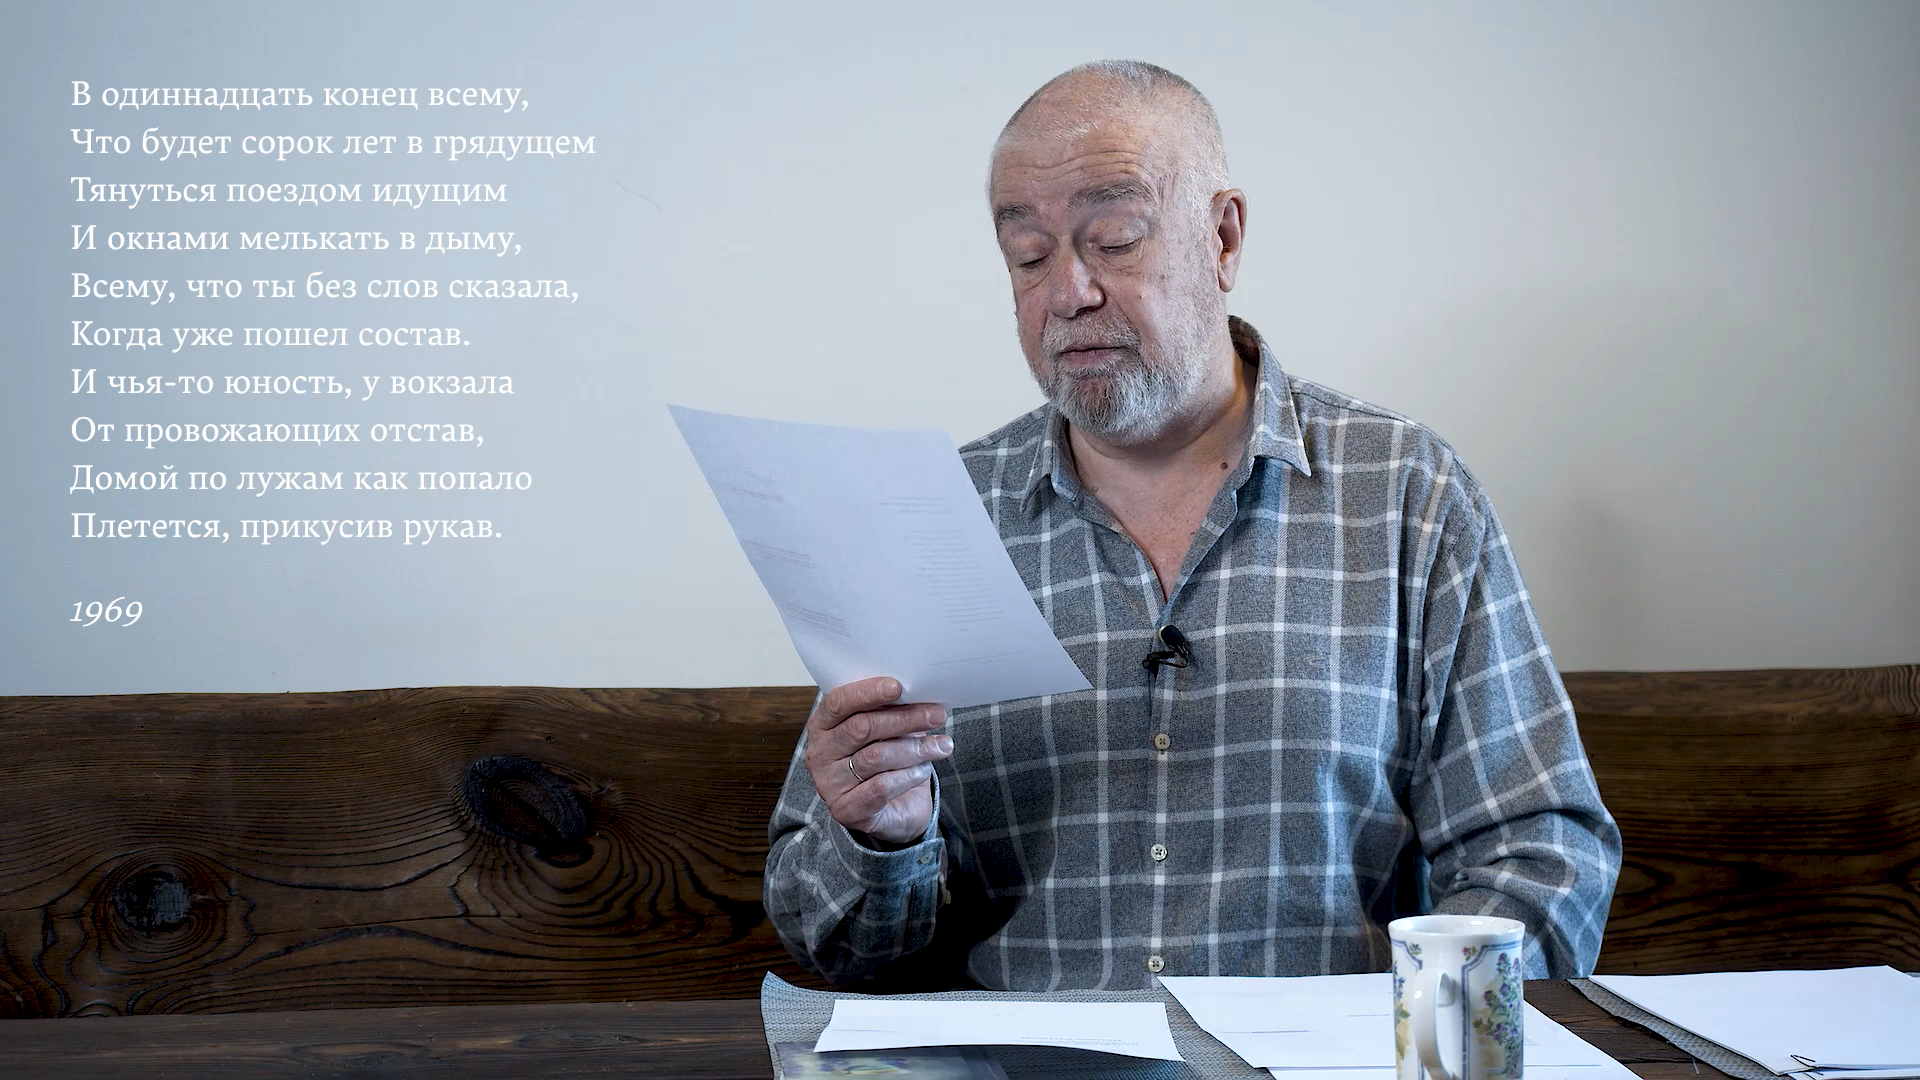 В одиннадцать конец всему,
Что будет сорок лет в грядущем
Тянуться поездом идущим
И окнами мелькать в дыму,
Всему, что ты без слов сказала,
Когда уже пошел состав.
И чья-то юность, у вокзала
От провожающих отстав,
Домой по лужам как попало
Плетется, прикусив рукав.
1969